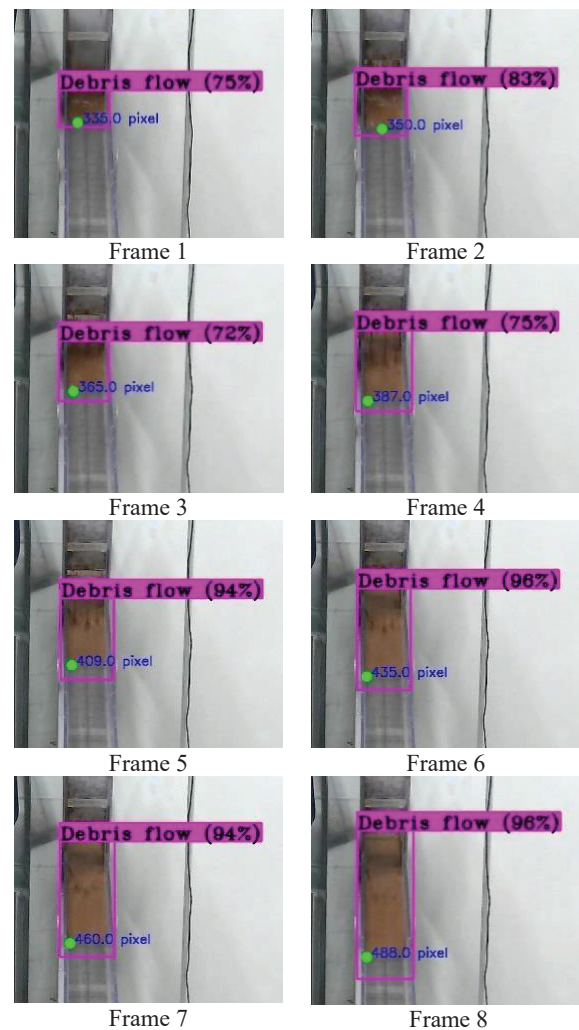 Debris flow (75%)
335.0 pixel
Frame 1
Debris flow (83%)
350.0 pixel
Frame 2
Debris flow (72%)
365.0 pixel
Frame 3
Debris flow (75%)
387.0 pixel
Frame 4
Debris flow (94%)
409.0 pixel
Frame 5
Debris flow (96%)
435.0 pixel
Frame 6
Debris flow (94%)
460.0 pixel
Frame 7
Debris flow (96%)
488.0 pixel
Frame 8